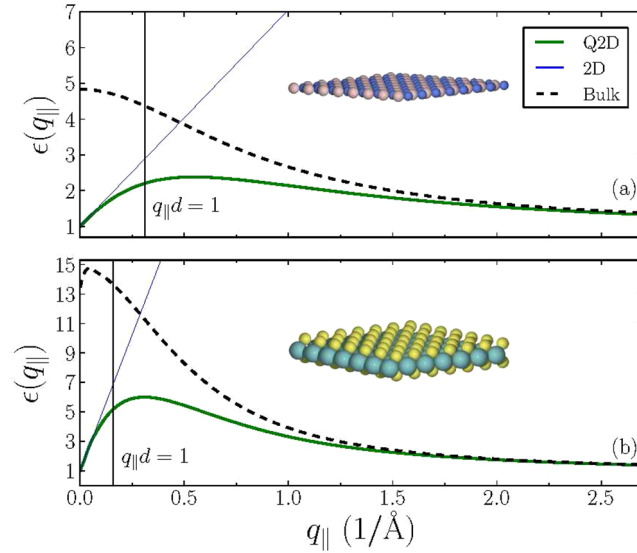 7
6
5
4
3
2
1
ϵ(q∥)
Q2D
2D
Bulk
q∥d = 1
(a)
15
13
11
9
7
5
3
1
ϵ(q∥)
q∥d = 1
(b)
0.0 0.5 1.0 1.5 2.0 2.5
q∥ (1/Å)